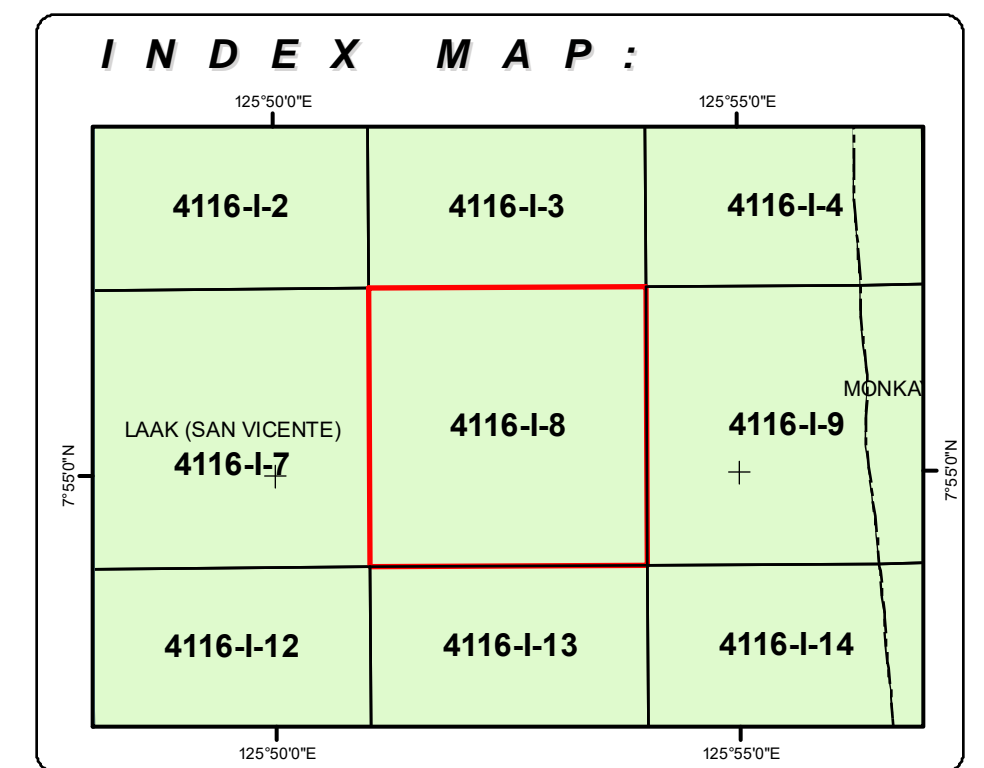 INDEX MAP:
125°50'0"E 125°55'0"E
4116-I-2 4116-I-3 4116-I-4
MONKA
LAAK (SAN VICENTE) 4116-I-8 4116-I-9
4116-I-7
7°55'0"N 7°55'0"N
4116-I-12 4116-I-13 4116-I-14
125°50'0"E 125°55'0"E